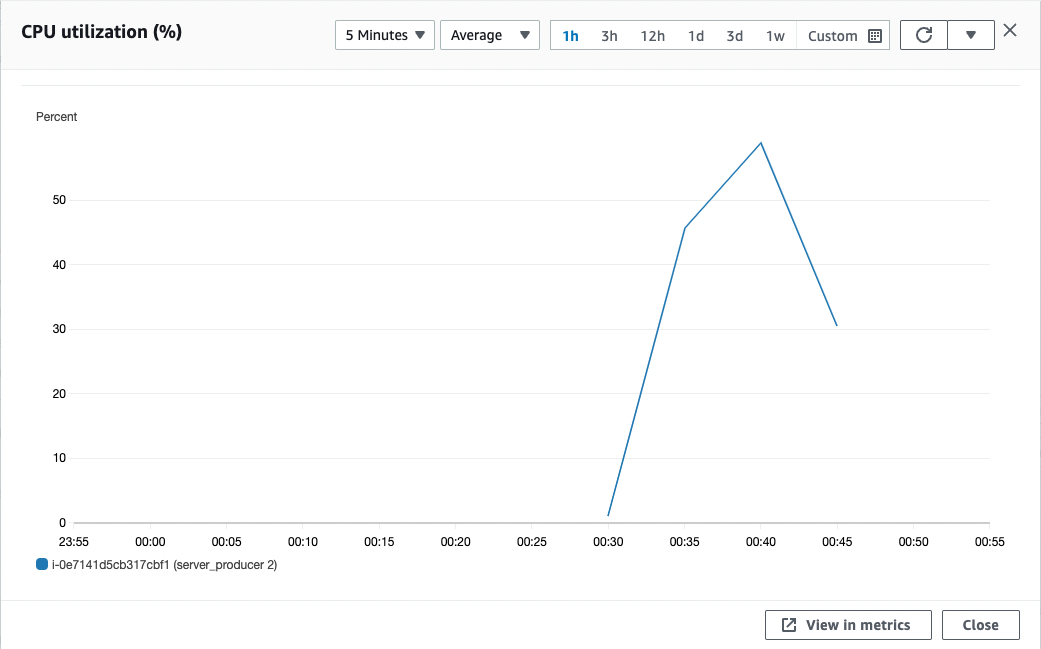 CPU utilization (%)
5 Minutes Average 1h 3h 12h 1d 3d 1w Custom
Percent
50
40
30
20
10
0
23:55 00:00 00:05 00:10 00:15 00:20 00:25 00:30 00:35 00:40 00:45 00:50 00:55
i-0e7141d5cb317cbf1 (server_producer 2)
View in metrics Close